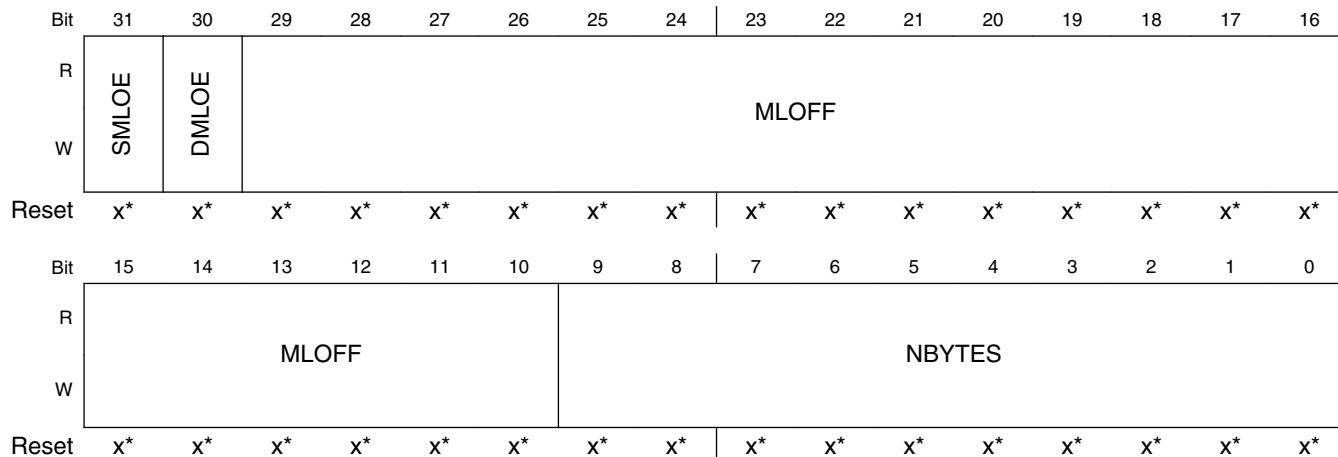 Bit 31 30 29 28 27 26 25 24 23 22 21 20 19 18 17 16
R
SMLOE DMLOE MLOFF
W
Reset x* x* x* x* x* x* x* x* x* x* x* x* x* x* x* x*
Bit 15 14 13 12 11 10 9 8 7 6 5 4 3 2 1 0
R
MLOFF NBYTES
W
Reset x* x* x* x* x* x* x* x* x* x* x* x* x* x* x* x*